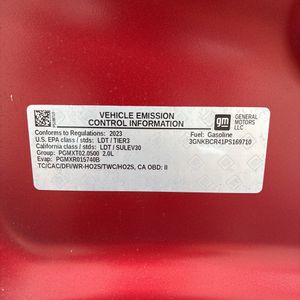 VEHICLE EMISSION
CONTROL INFORMATION
gm
GENERAL
MOTORS
LLC
Conforms to Regulations: 2023
Fuel: Gasoline
U.S. EPA class/stds: LDT / TIER3
3GNKBCR41PS169710
California class/stds: LDT / SULEV30
Group: PGMXT02.0500 2.0L
Evap: PGMXR0157408
TC/CAC/DFI/WR-HO2S/TWC/HO2S, CA OBD: II